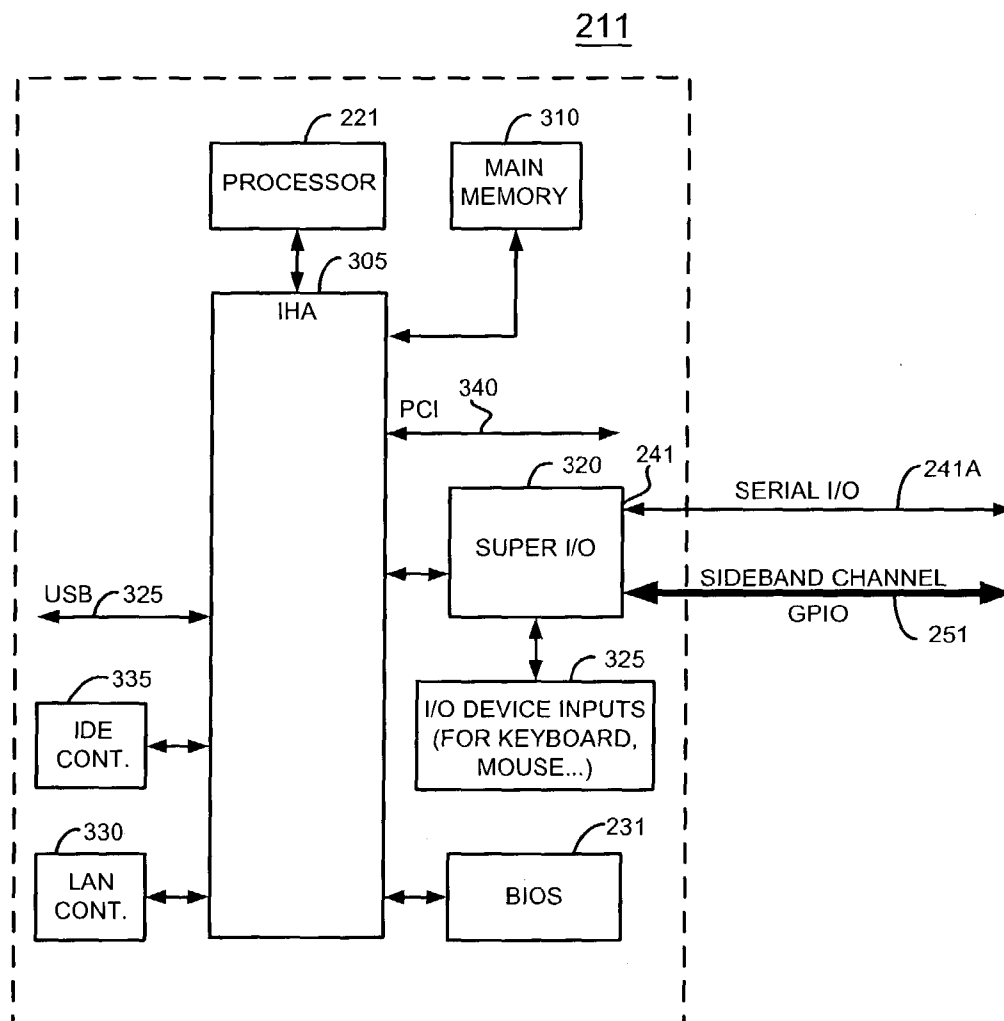 211
221
310
PROCESSOR
MAIN
MEMORY
305
IHA
PCI
340
320
241
SERIAL I/O
241A
SUPER I/O
SIDEBAND CHANNEL
GPIO
251
USB
325
335
325
IDE
CONT.
I/O DEVICE INPUTS
(FOR KEYBOARD,
MOUSE...)
330
231
LAN
CONT.
BIOS